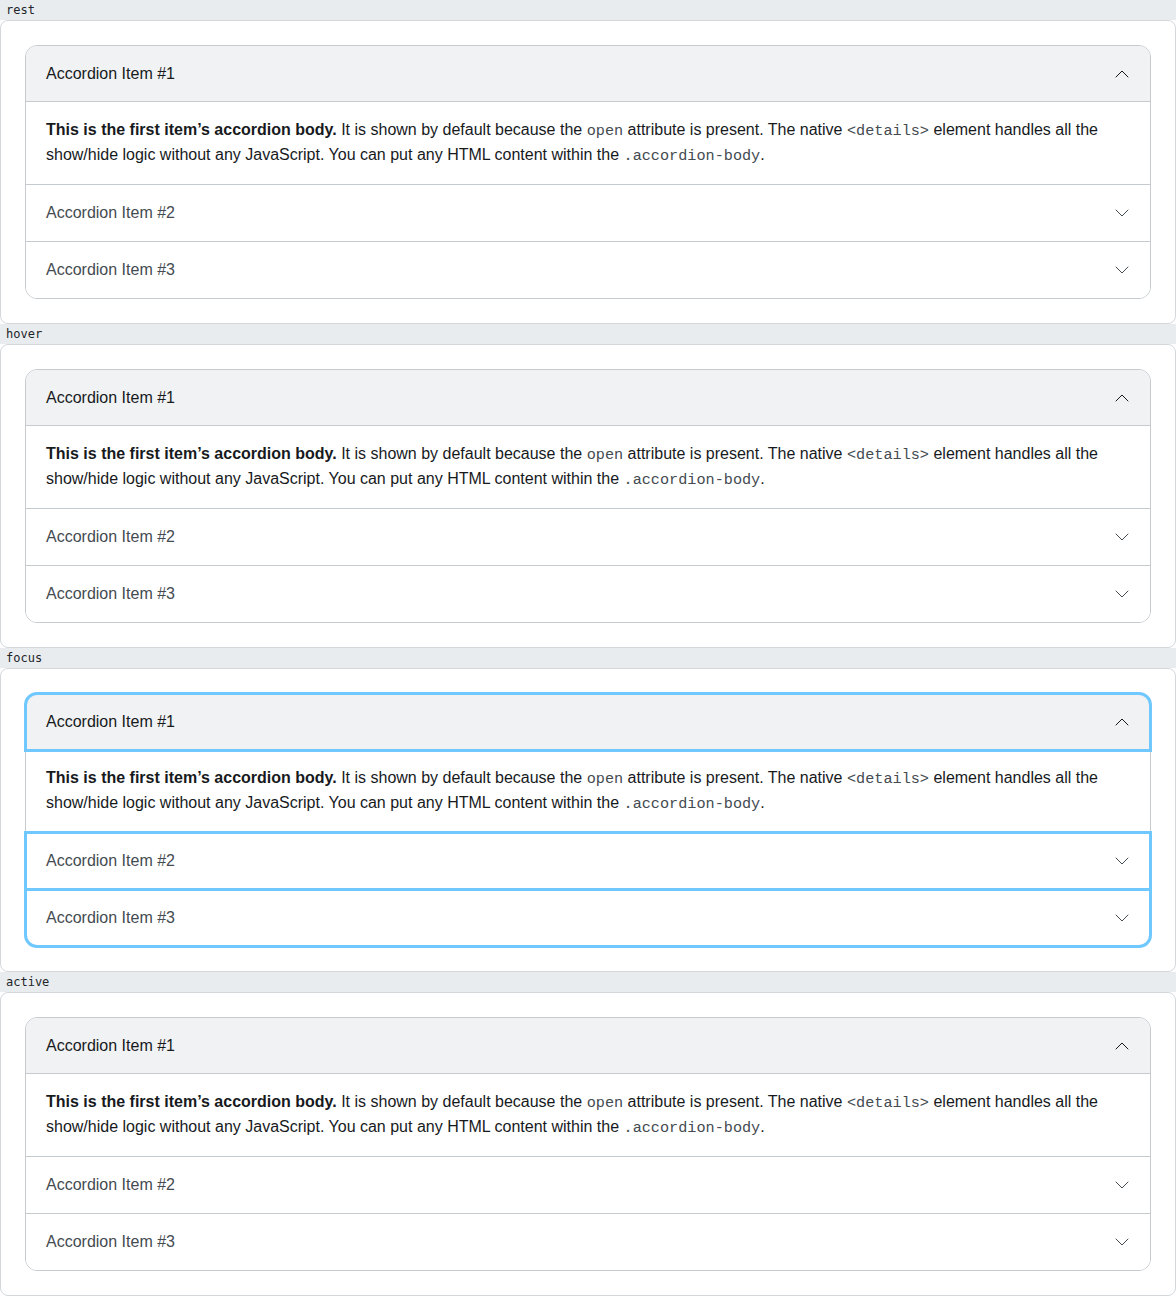 rest
Accordion Item #1
This is the first item’s accordion body. It is shown by default because the open attribute is present. The native <details> element handles all the
show/hide logic without any JavaScript. You can put any HTML content within the .accordion-body.
Accordion Item #2
Accordion Item #3
hover
Accordion Item #1
This is the first item’s accordion body. It is shown by default because the open attribute is present. The native <details> element handles all the
show/hide logic without any JavaScript. You can put any HTML content within the .accordion-body.
Accordion Item #2
Accordion Item #3
focus
Accordion Item #1
This is the first item’s accordion body. It is shown by default because the open attribute is present. The native <details> element handles all the
show/hide logic without any JavaScript. You can put any HTML content within the .accordion-body.
Accordion Item #2
Accordion Item #3
active
Accordion Item #1
This is the first item’s accordion body. It is shown by default because the open attribute is present. The native <details> element handles all the
show/hide logic without any JavaScript. You can put any HTML content within the .accordion-body.
Accordion Item #2
Accordion Item #3